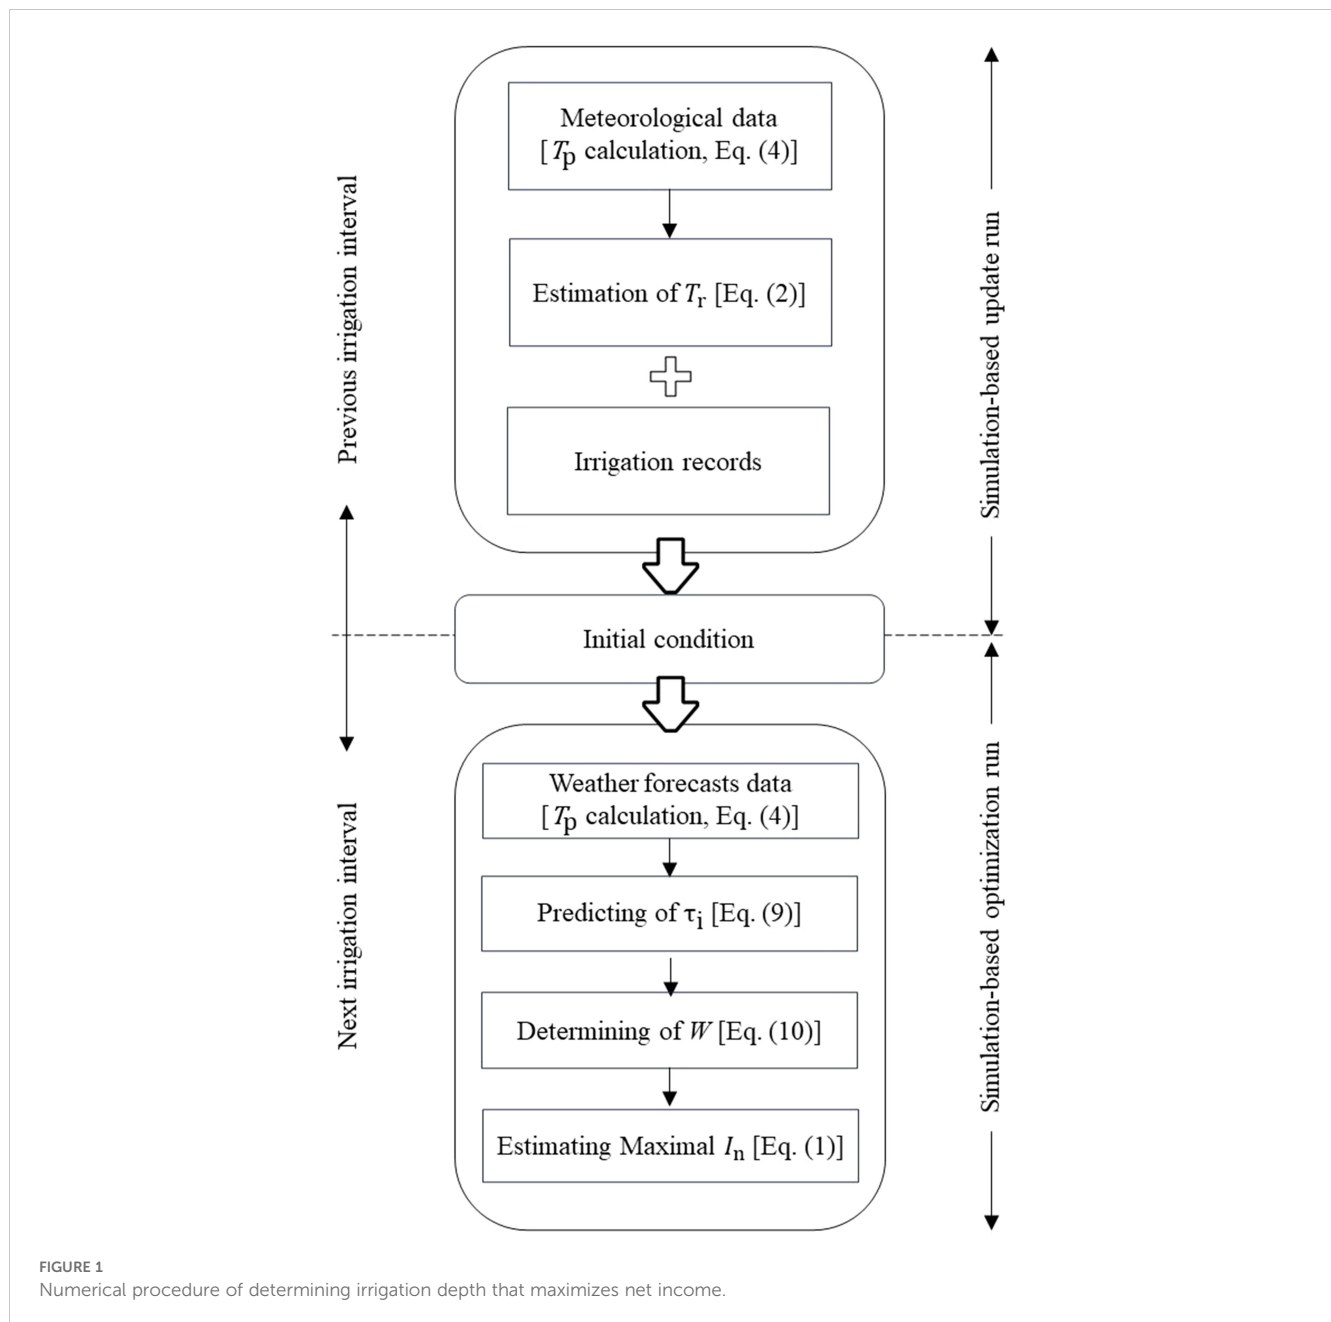 Meteorological data
[Tp calculation, Eq. (4)]
Estimation of Tr [Eq. (2)]
Irrigation records
Previous irrigation interval
Simulation-based update run
Initial condition
Weather forecasts data
[Tp calculation, Eq. (4)]
Predicting of τi [Eq. (9)]
Determining of W [Eq. (10)]
Estimating Maximal In [Eq. (1)]
Next irrigation interval
Simulation-based optimization run
FIGURE 1
Numerical procedure of determining irrigation depth that maximizes net income.